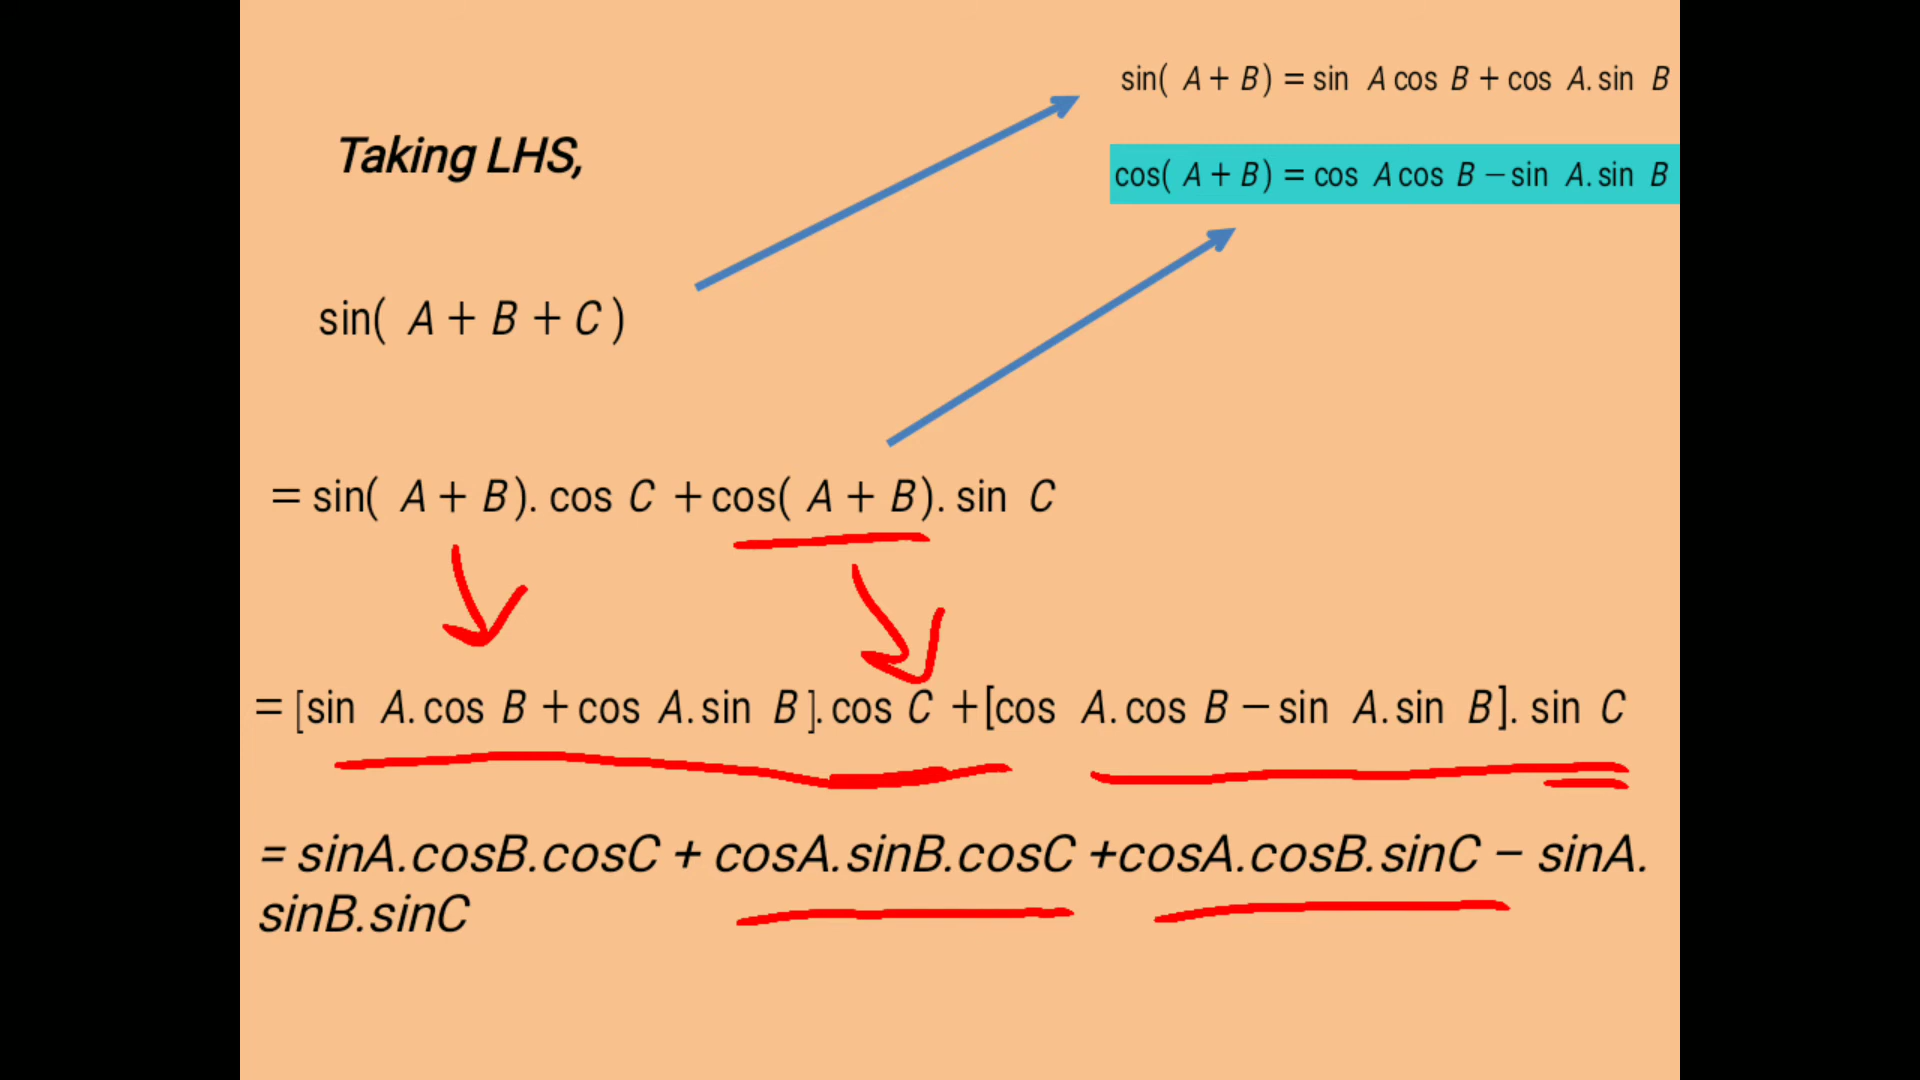 sin( A + B) = sin A cos B + cos A. sin B
Taking LHS,
cos( A + B) = cos A cos B − sin A. sin B
sin( A + B + C )
= sin( A + B). cos C + cos( A + B). sin C
= [sin A. cos B + cos A. sin B ]. cos C + [cos A. cos B − sin A. sin B]. sin C
= sinA.cosB.cosC + cosA.sinB.cosC +cosA.cosB.sinC − sinA.
sinB.sinC